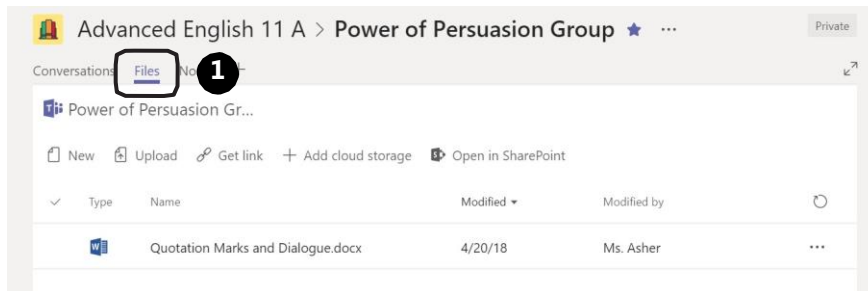 Advanced English 11 A > Power of Persuasion Group ★ ···
Private
Conversations Files No 1 +
Power of Persuasion Gr...
New Upload Get link + Add cloud storage Open in SharePoint
Type Name Modified Modified by
Quotation Marks and Dialogue.docx 4/20/18 Ms. Asher ···